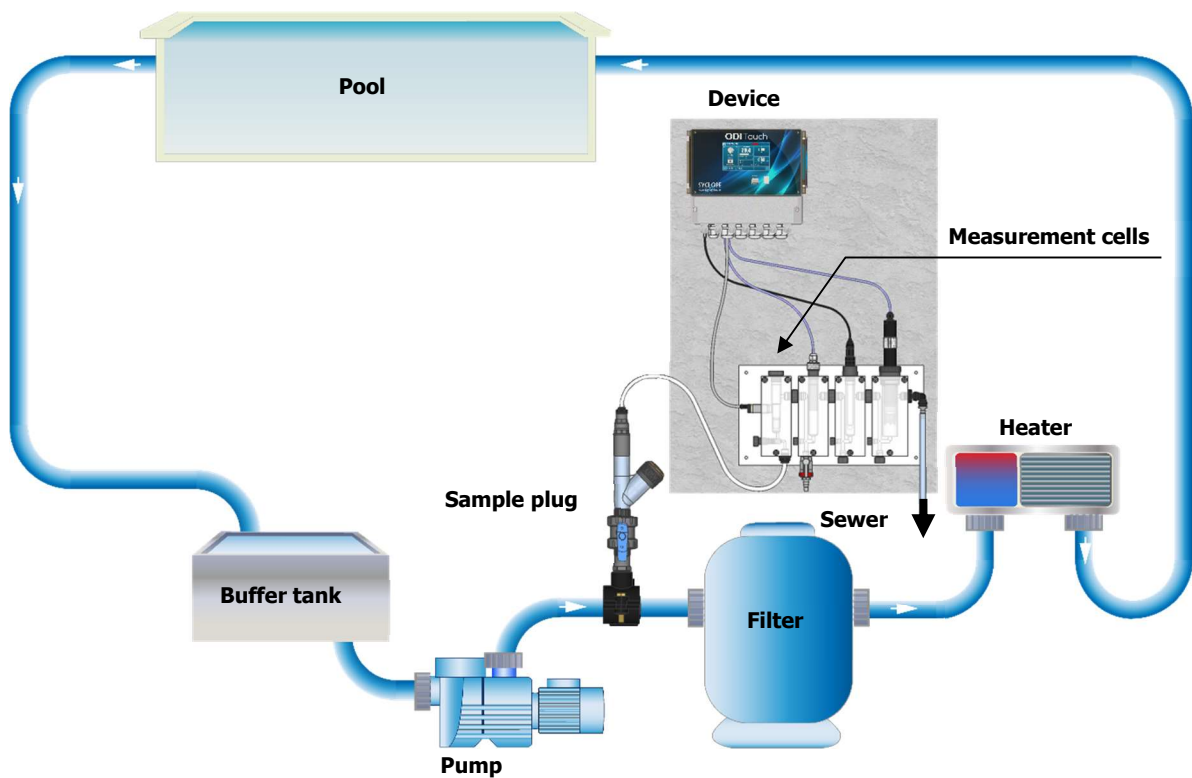 Pool
Device
ODI Touch
Measurement cells
Heater
Sample plug
Sewer
Buffer tank
Filter
Pump